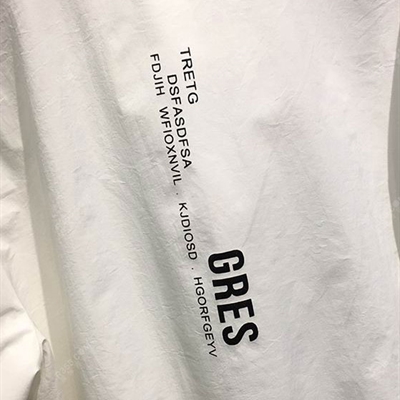 TRETG
DSFASDFSA
FDJIH WFIOXNVIL · KJDIOSD · HGORFGEYV
GRES